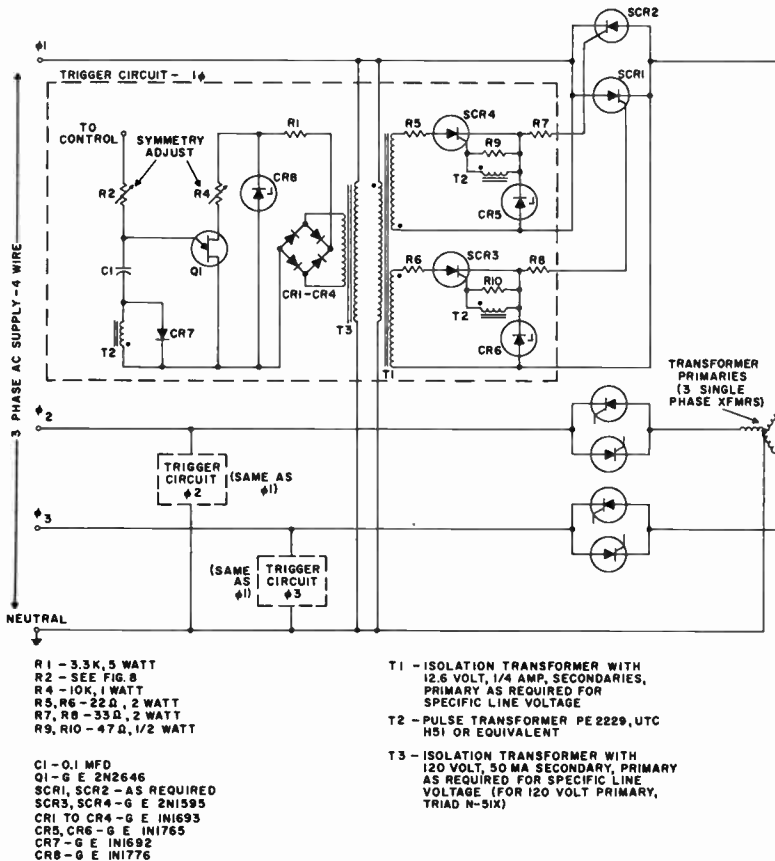 SCR2
φ1
TRIGGER CIRCUIT - 1φ
SCR1
TO CONTROL
SYMMETRY ADJUST
R1
R5
SCR4
R7
R9
T2
CR5
R2
R4
CR8
C1
Q1
CR1-CR4
R6
SCR3
R8
R10
T2
CR6
T2
CR7
T3
T1
3 PHASE AC SUPPLY-4 WIRE
TRANSFORMER
PRIMARIES
(3 SINGLE
PHASE XFMRS)
φ2
TRIGGER
CIRCUIT
φ2
(SAME AS
φ1)
φ3
(SAME
AS
φ1)
TRIGGER
CIRCUIT
φ3
NEUTRAL
R1 - 3.3K, 5 WATT
R2 - SEE FIG. 8
R4 - 10K, 1 WATT
R5, R6 - 22Ω, 2 WATT
R7, R8 - 33Ω, 2 WATT
R9, R10 - 47Ω, 1/2 WATT
C1 - 0.1 MFD
Q1 - G E 2N2646
SCR1, SCR2 - AS REQUIRED
SCR3, SCR4 - G E 2N1595
CR1 TO CR4 - G E IN1693
CR5, CR6 - G E IN1765
CR7 - G E IN1692
CR8 - G E IN1776
T1 - ISOLATION TRANSFORMER WITH
12.6 VOLT, 1/4 AMP, SECONDARIES,
PRIMARY AS REQUIRED FOR
SPECIFIC LINE VOLTAGE
T2 - PULSE TRANSFORMER PE 2229, UTC
H51 OR EQUIVALENT
T3 - ISOLATION TRANSFORMER WITH
120 VOLT, 50 MA SECONDARY, PRIMARY
AS REQUIRED FOR SPECIFIC LINE
VOLTAGE (FOR 120 VOLT PRIMARY,
TRIAD N-51X)